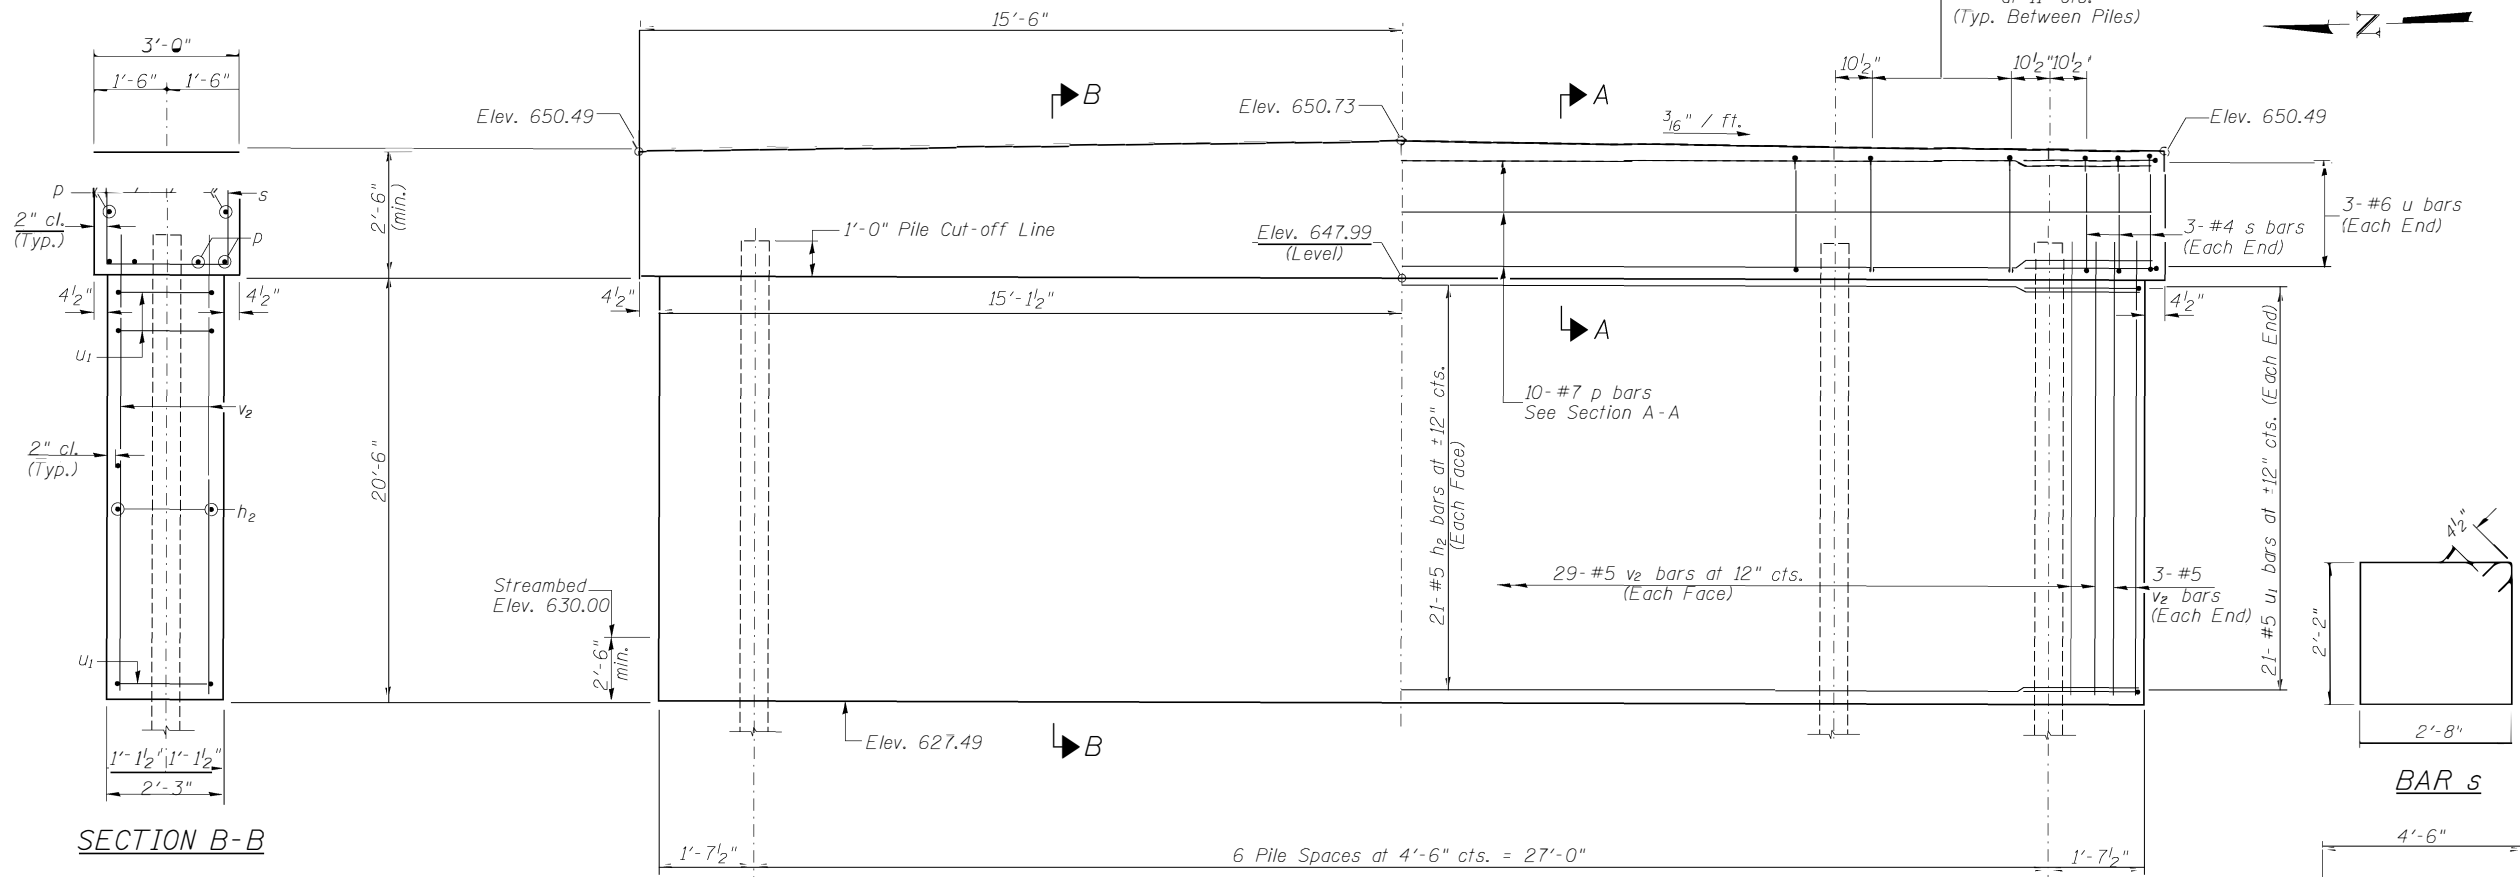 at 11" cts.
(Typ. Between Piles)
Z
15'-6"
3'-0"
1'-6" 1'-6"
10½" 10½" 10½"
B
A
Elev. 650.49
Elev. 650.73
3/16" / ft.
Elev. 650.49
p
s
2" cl.
(Typ.)
p
2'-6"
(min.)
1'-0" Pile Cut-off Line
Elev. 647.99
(Level)
3-#4 s bars
(Each End)
3-#6 u bars
(Each End)
4½" 4½"
4½"
15'-1½"
4½"
A
u1
v2
2" cl.
(Typ.)
h2
u1
20'-6"
10-#7 p bars
See Section A-A
21-#5 h2 bars at ±12" cts.
(Each Face)
21-#5 u1 bars at ±12" cts. (Each End)
Streambed
Elev. 630.00
2'-6"
min.
29-#5 v2 bars at 12" cts.
(Each Face)
3-#5
v2 bars
(Each End)
4½"
2'-2"
2'-8"
BAR s
4'-6"
Elev. 627.49
B
1'-1½" 1'-1½"
2'-3"
SECTION B-B
1'-7½"
6 Pile Spaces at 4'-6" cts. = 27'-0"
1'-7½"